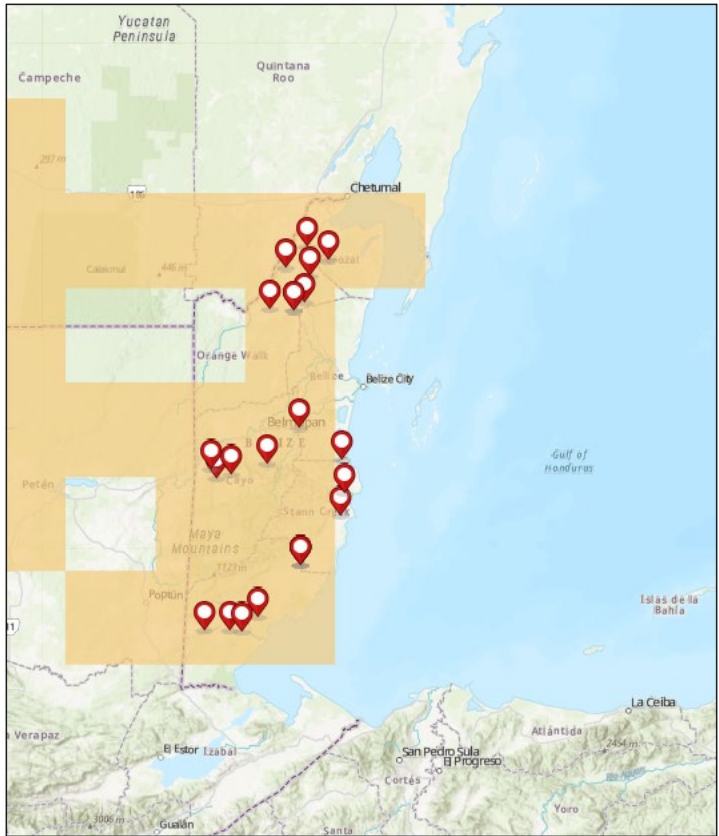 Yucatan
Peninsula
Quintana
Roo
Campeche
297 m
186
Chetumal
Calakmul
446 m
ozal
Orange Walk
Belize
Belize City
Belmopan
BELIZE
Gulf of
Honduras
Petén
Cayo
Stann Creek
Maya
Mountains
1123 m
Poptún
Islas de la
Bahía
11
La Ceiba
a Verapaz
El Estor
Izabal
San Pedro Sula
El Progreso
Atlántida
2454 m
Cortés
Yoro
3006 m
Gualán
Santa